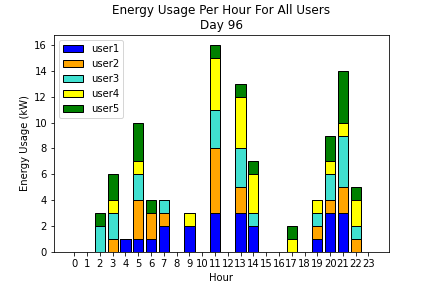 Energy Usage Per Hour For All Users
Day 96
user1
user2
user3
user4
user5
Energy Usage (kW)
16
14
12
10
8
6
4
2
0
0 1 2 3 4 5 6 7 8 9 10 11 12 13 14 15 16 17 18 19 20 21 22 23
Hour